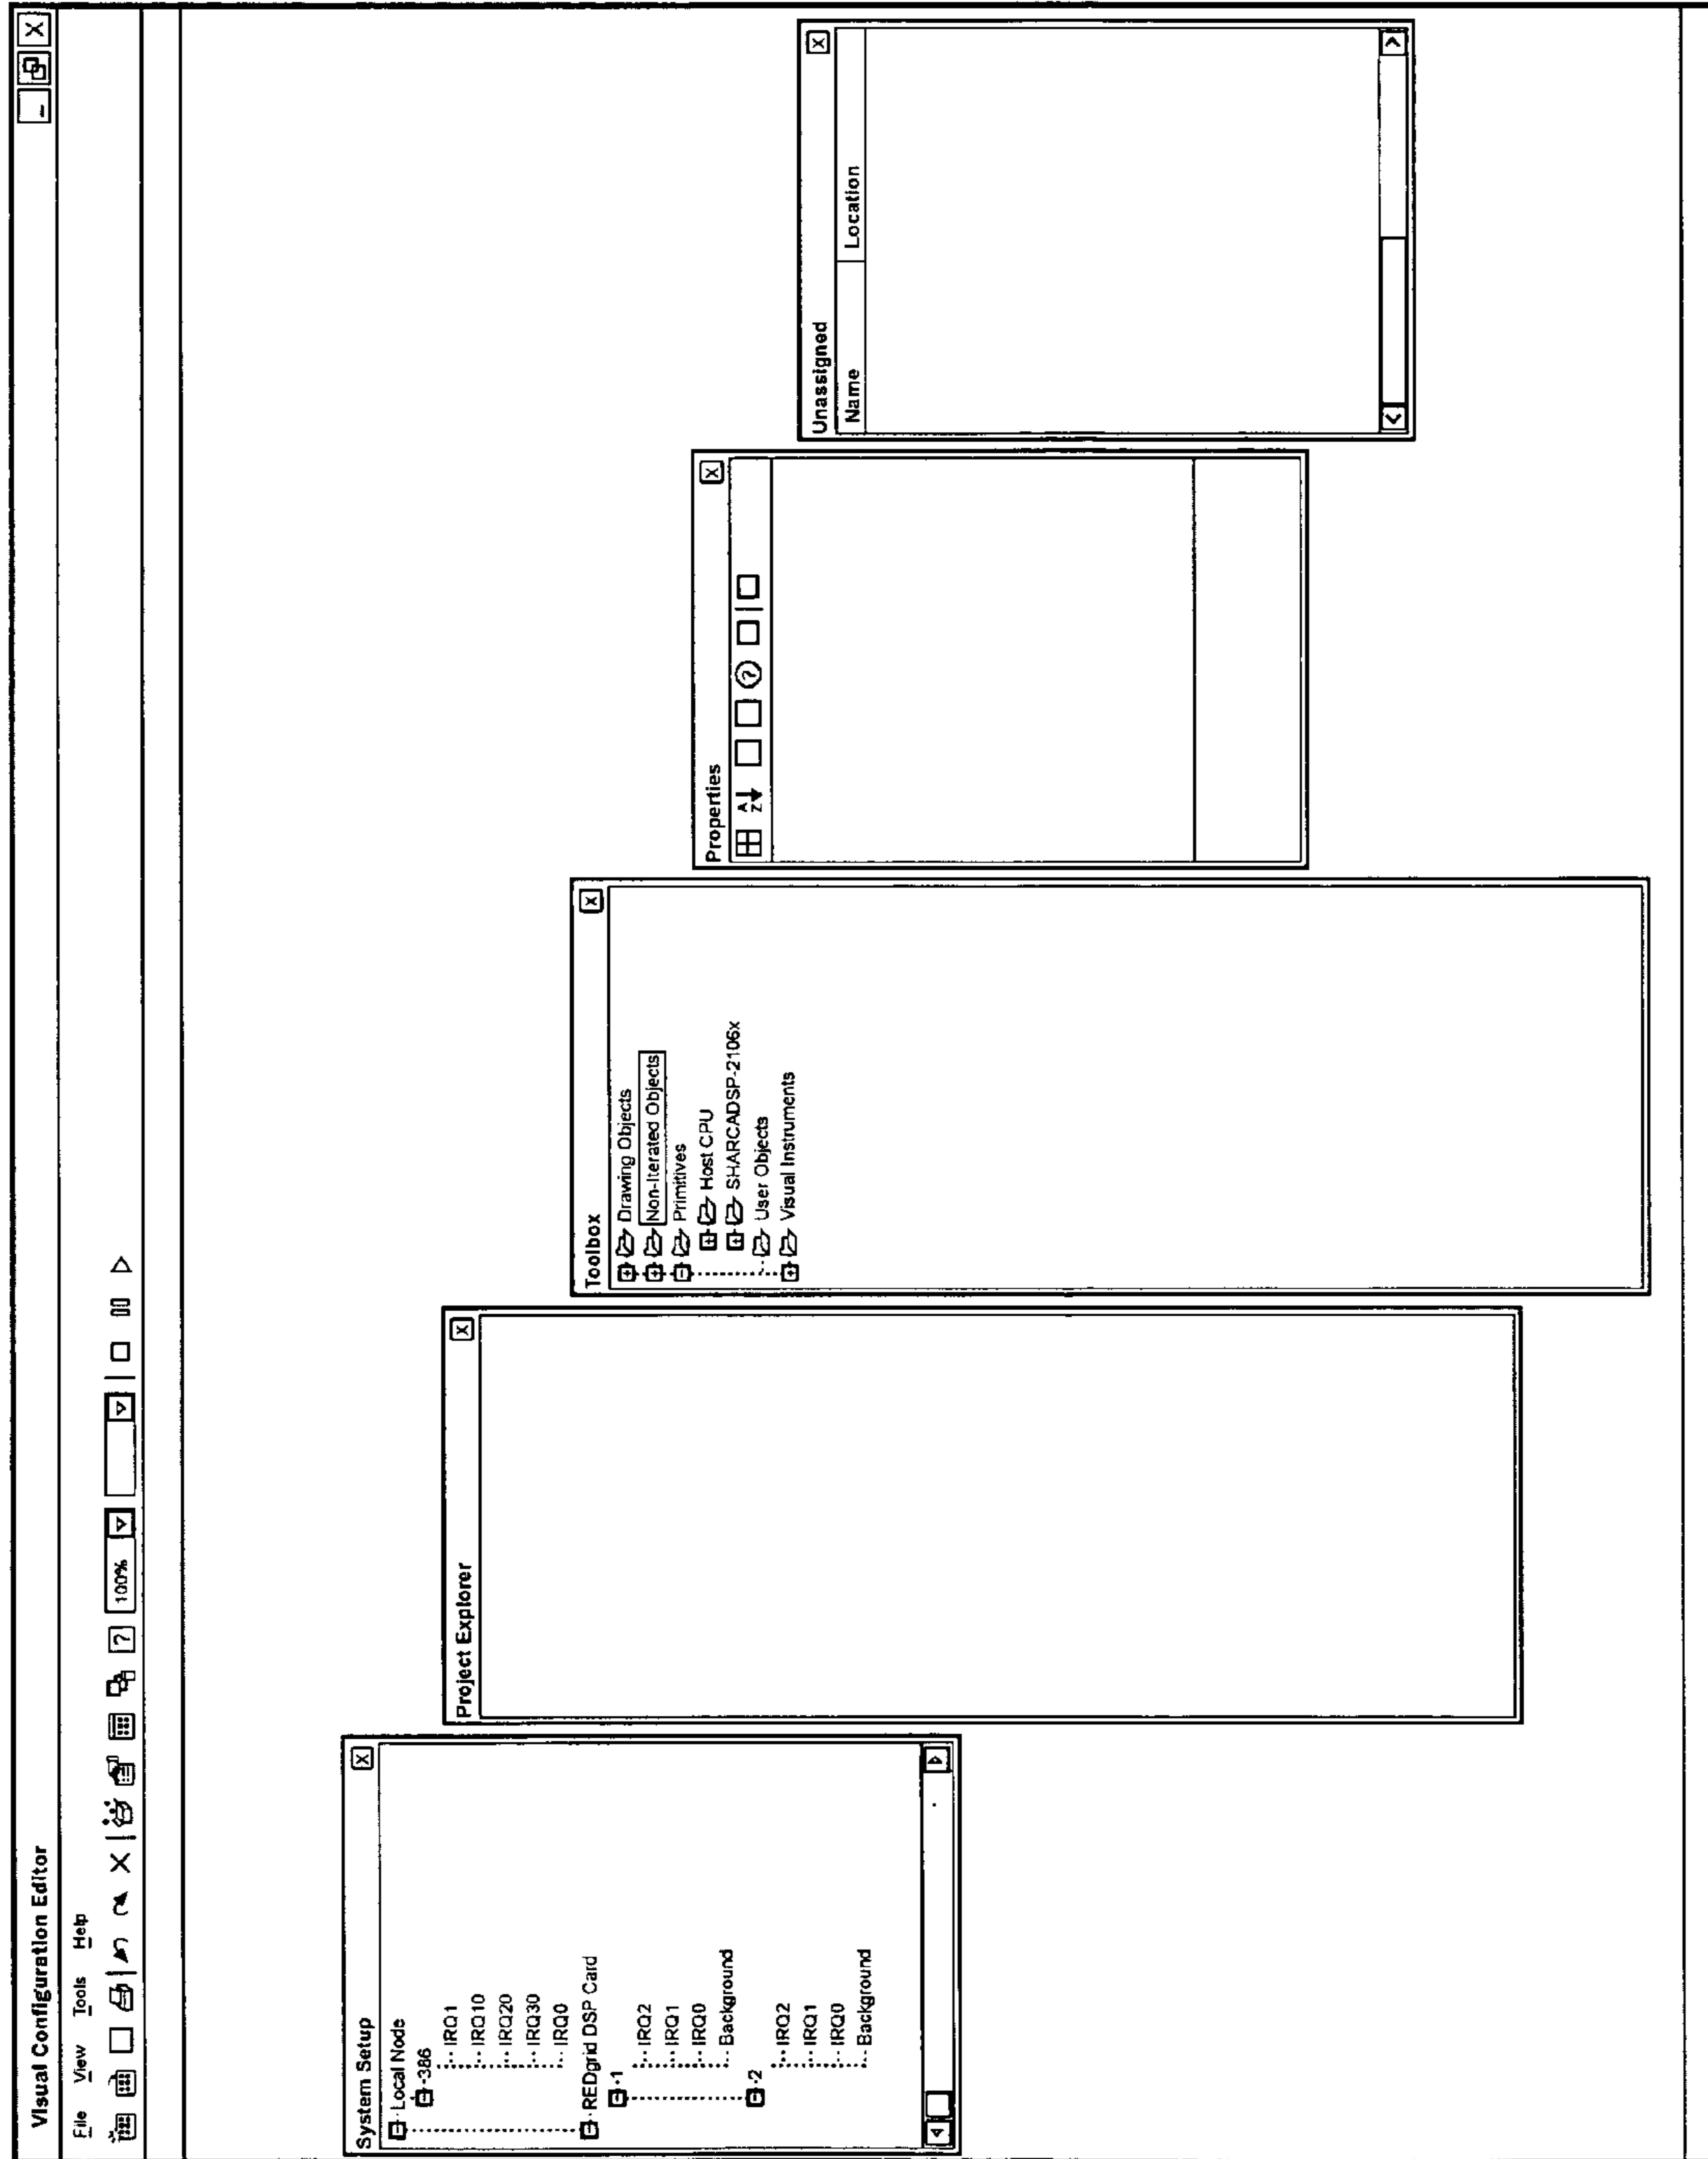 Visual Configuration Editor
_ X
File View Tools Help
? 100%
System Setup X
Local Node
386
IRQ1
IRQ10
IRQ20
IRQ30
IRQ0
REDgrid DSP Card
1
IRQ2
IRQ1
IRQ0
Background
2
IRQ2
IRQ1
IRQ0
Background
Project Explorer X
Toolbox X
Drawing Objects
Non-Iterated Objects
Primitives
Host CPU
SHARCADSP-2106x
User Objects
Visual Instruments
Properties X
A Z ?
Unassigned X
Name Location